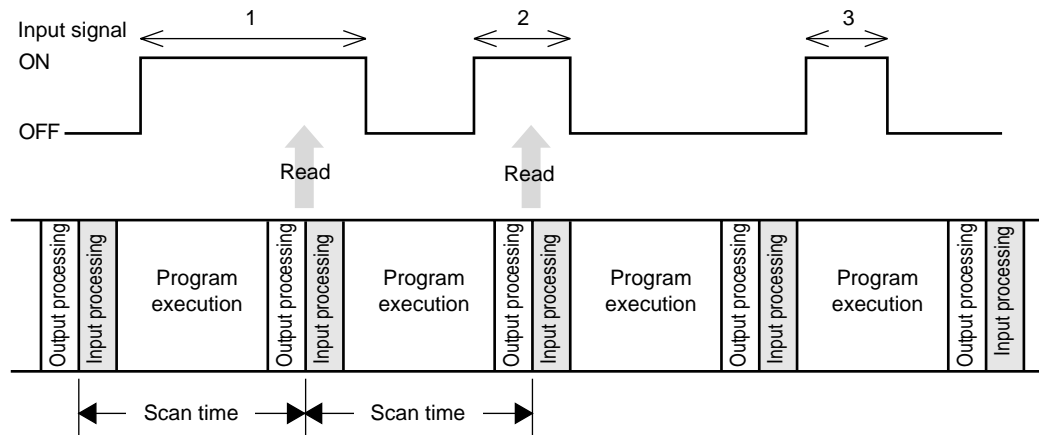 1
2
3
Input signal
ON
OFF
Read
Read
Output processing
Input processing
Program
execution
Output processing
Input processing
Program
execution
Output processing
Input processing
Program
execution
Output processing
Input processing
Program
execution
Output processing
Input processing
Scan time
Scan time